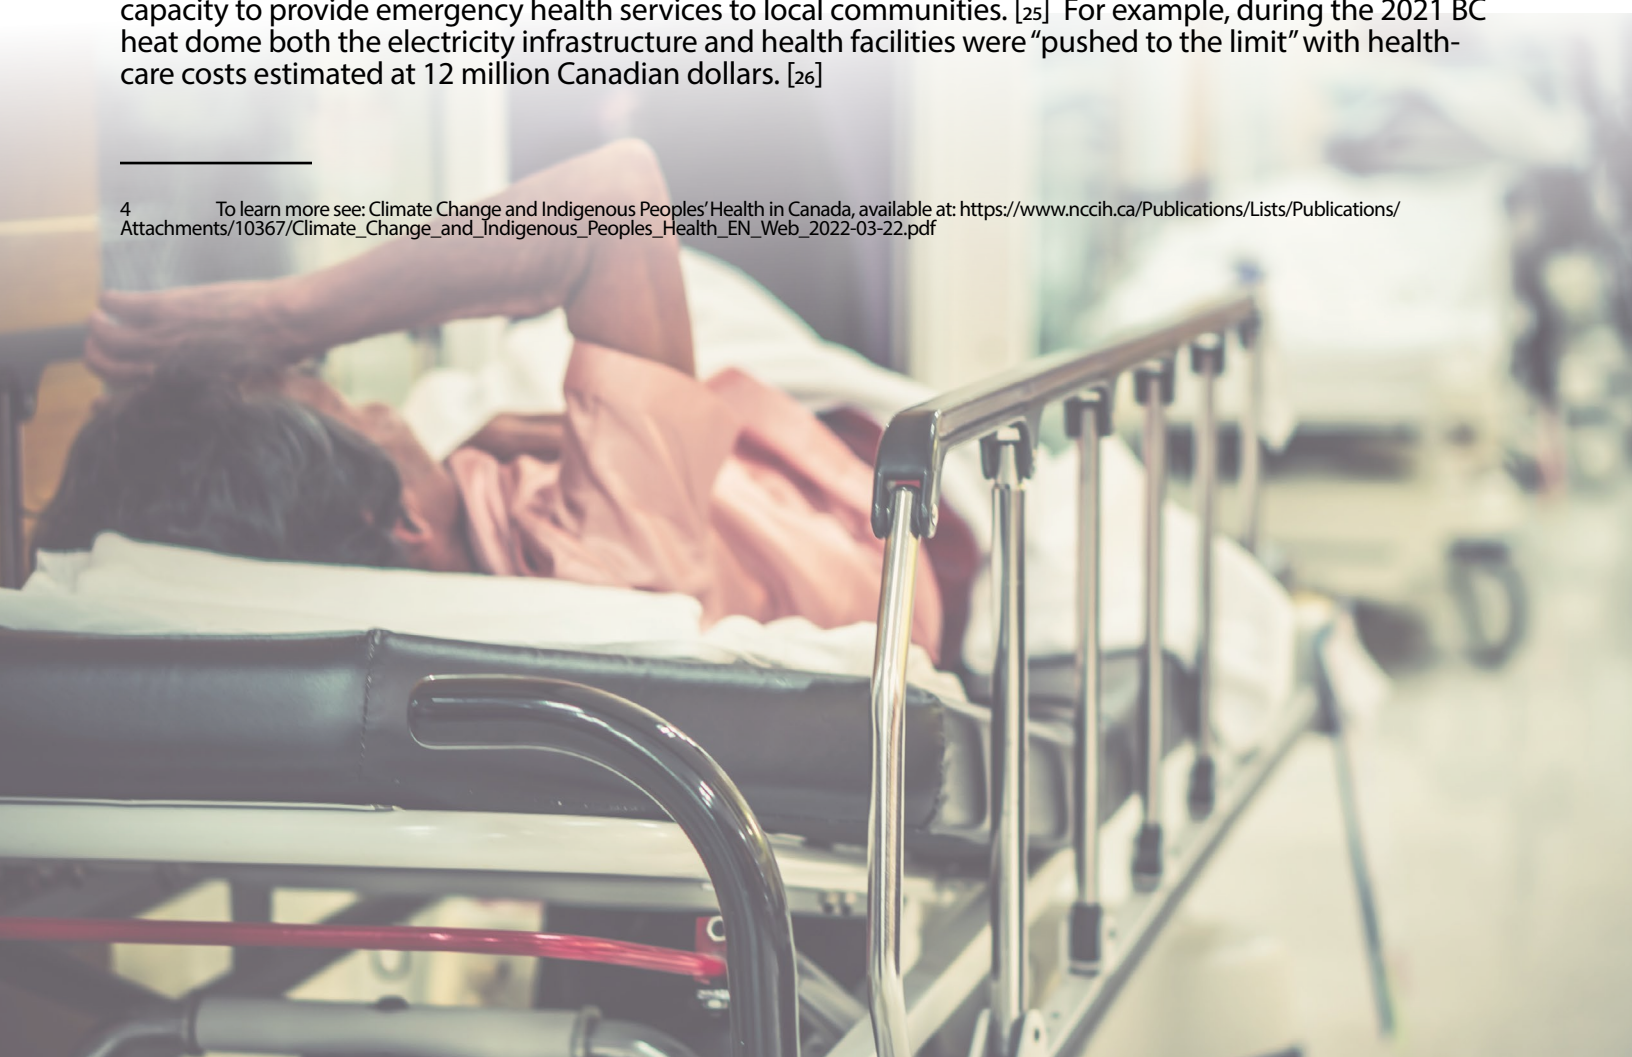 capacity to provide emergency health services to local communities. [25]  For example, during the 2021 BC
heat dome both the electricity infrastructure and health facilities were “pushed to the limit” with health-
care costs estimated at 12 million Canadian dollars. [26]
4 To learn more see: Climate Change and Indigenous Peoples’ Health in Canada, available at: https://www.nccih.ca/Publications/Lists/Publications/
Attachments/10367/Climate_Change_and_Indigenous_Peoples_Health_EN_Web_2022-03-22.pdf